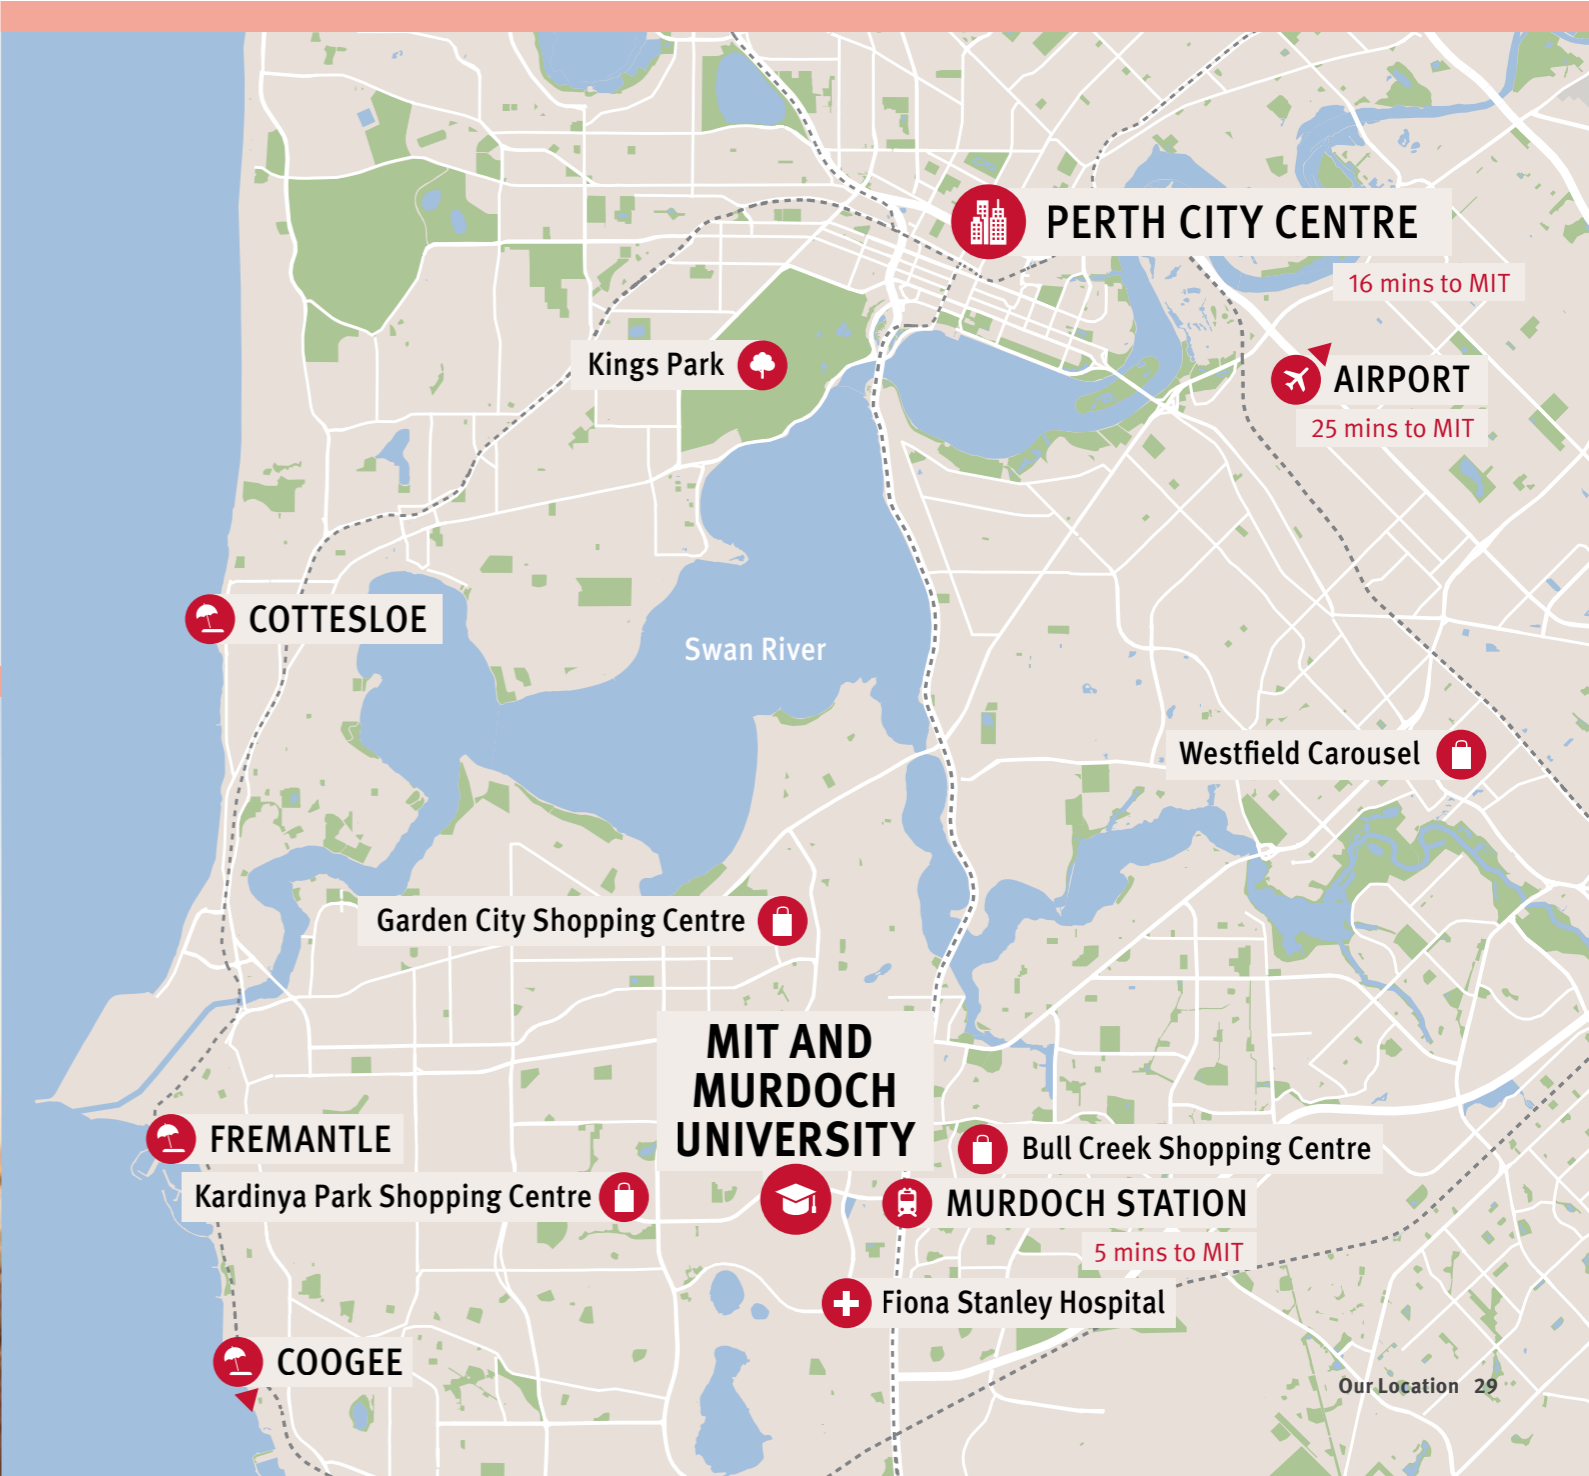 PERTH CITY CENTRE
16 mins to MIT
Kings Park
AIRPORT
25 mins to MIT
COTTESLOE
Swan River
Westfield Carousel
Garden City Shopping Centre
MIT AND
MURDOCH
UNIVERSITY
FREMANTLE
Bull Creek Shopping Centre
Kardinya Park Shopping Centre
MURDOCH STATION
5 mins to MIT
Fiona Stanley Hospital
COOGEE
Our Location 29